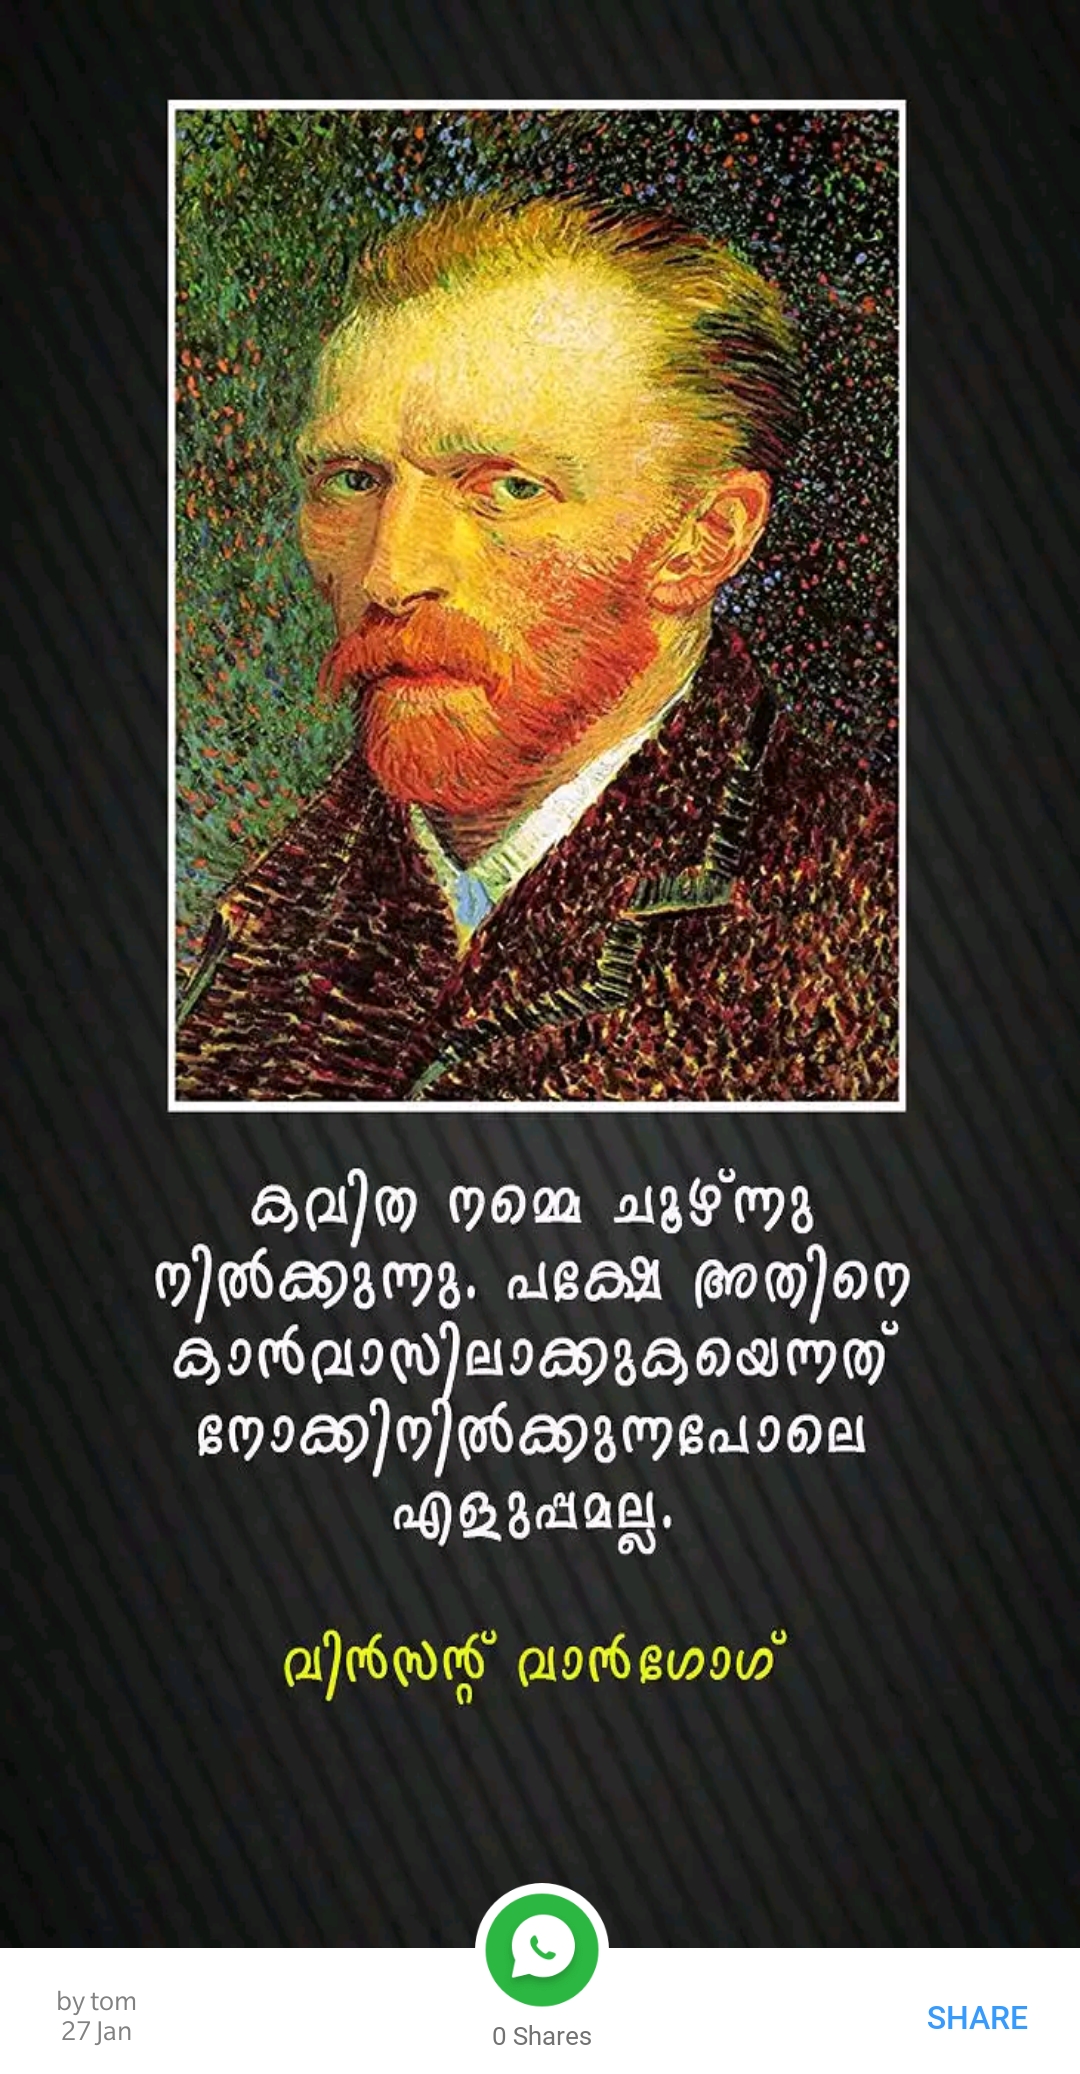 കവിത നമ്മെ ചൂഴ്ന്നു
നിൽക്കുന്നു. പക്ഷേ അതിനെ
കാൻവാസിലാക്കുകയെന്നത്
നോക്കിനിൽക്കുന്നപോലെ
എളുപ്പമല്ല.
വിൻസന്റ് വാൻഗോഗ്
by tom
27 Jan
0 Shares
SHARE